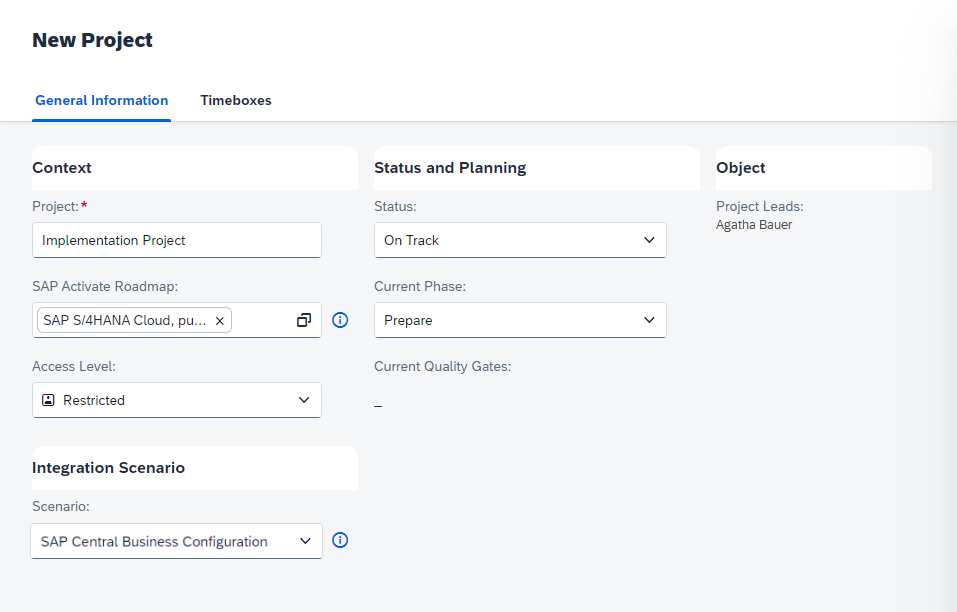 New Project
General Information
Timeboxes
Context
Project:*
Implementation Project
SAP Activate Roadmap:
SAP S/4HANA Cloud, pu...
Access Level:
Restricted
Integration Scenario
Scenario:
SAP Central Business Configuration
Status and Planning
Status:
On Track
Current Phase:
Prepare
Current Quality Gates:
–
Object
Project Leads:
Agatha Bauer